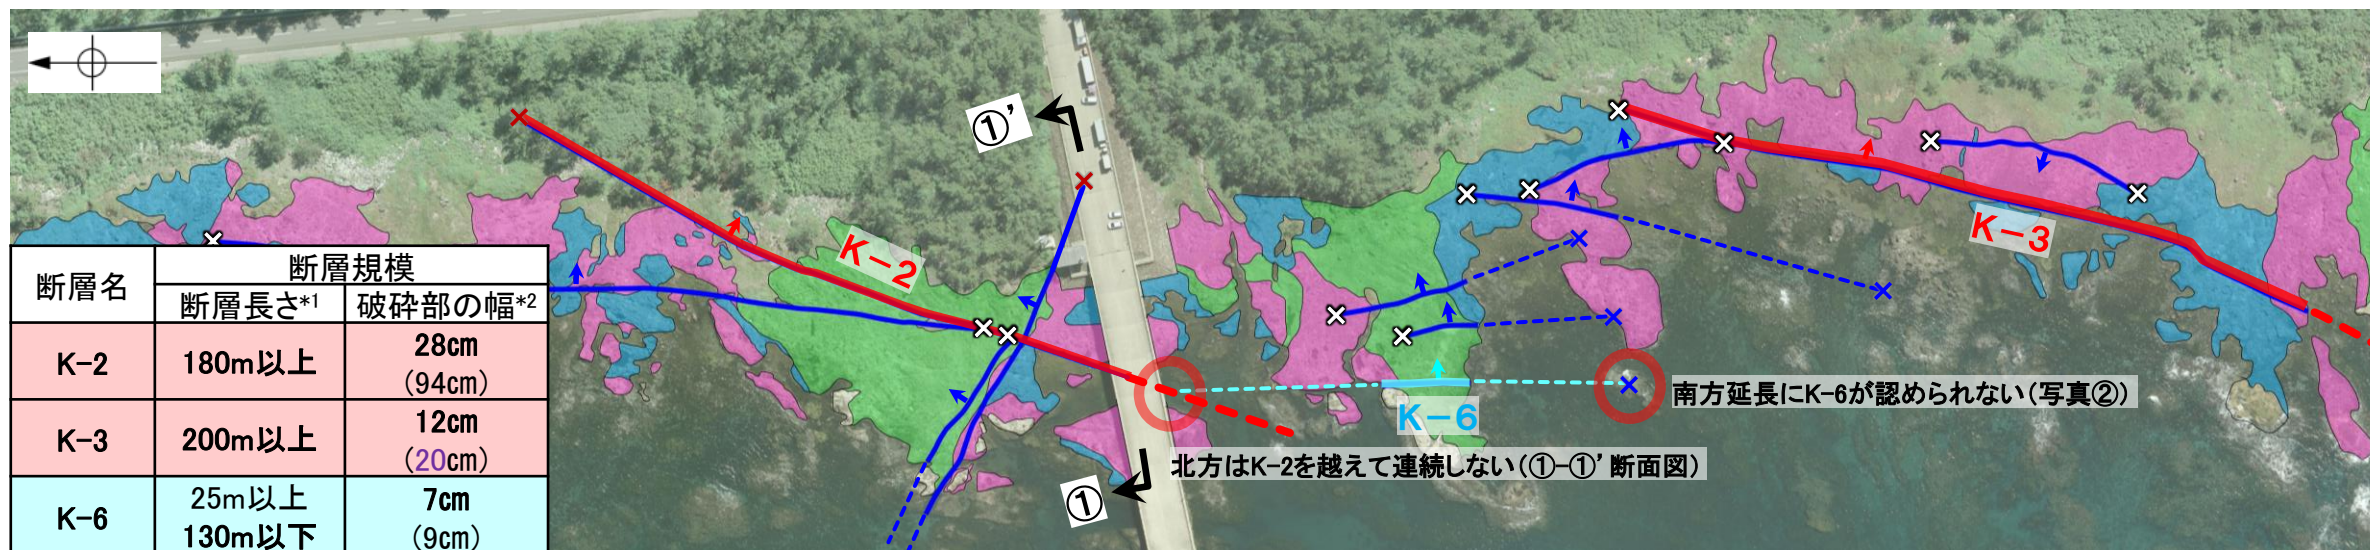 ①’
K-2
K-3
断層名
断層規模
断層長さ*1
破砕部の幅*2
K-2
180m以上
28cm
(94cm)
K-3
200m以上
12cm
(20cm)
K-6
25m以上
130m以下
7cm
(9cm)
南方延長にK-6が認められない(写真②)
K-6
北方はK-2を越えて連続しない(①-①’断面図)
①